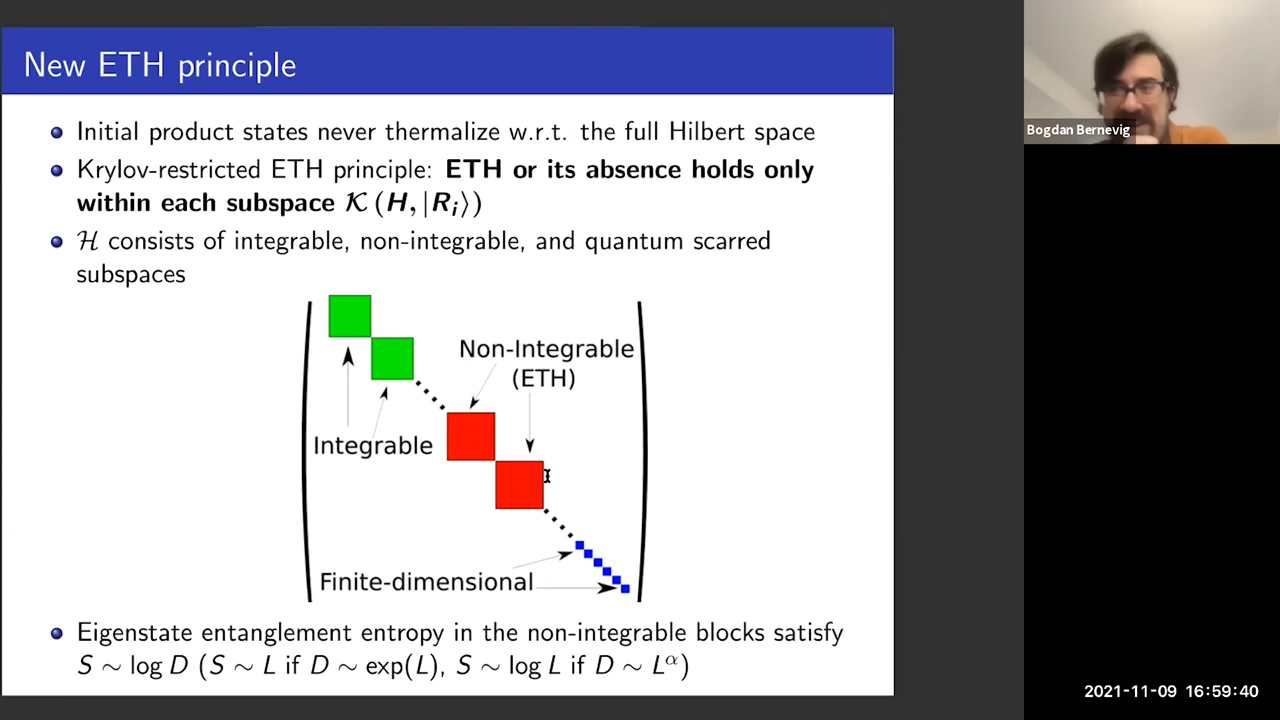 New ETH principle
Bogdan Bernevig
Initial product states never thermalize w.r.t. the full Hilbert space
Krylov-restricted ETH principle: ETH or its absence holds only
within each subspace 𝒦 (H, |R_i⟩)
ℋ consists of integrable, non-integrable, and quantum scarred
subspaces
Non-Integrable
(ETH)
Integrable
Finite-dimensional
Eigenstate entanglement entropy in the non-integrable blocks satisfy
S ∼ log D (S ∼ L if D ∼ exp(L), S ∼ log L if D ∼ L^α)
2021-11-09 16:59:40